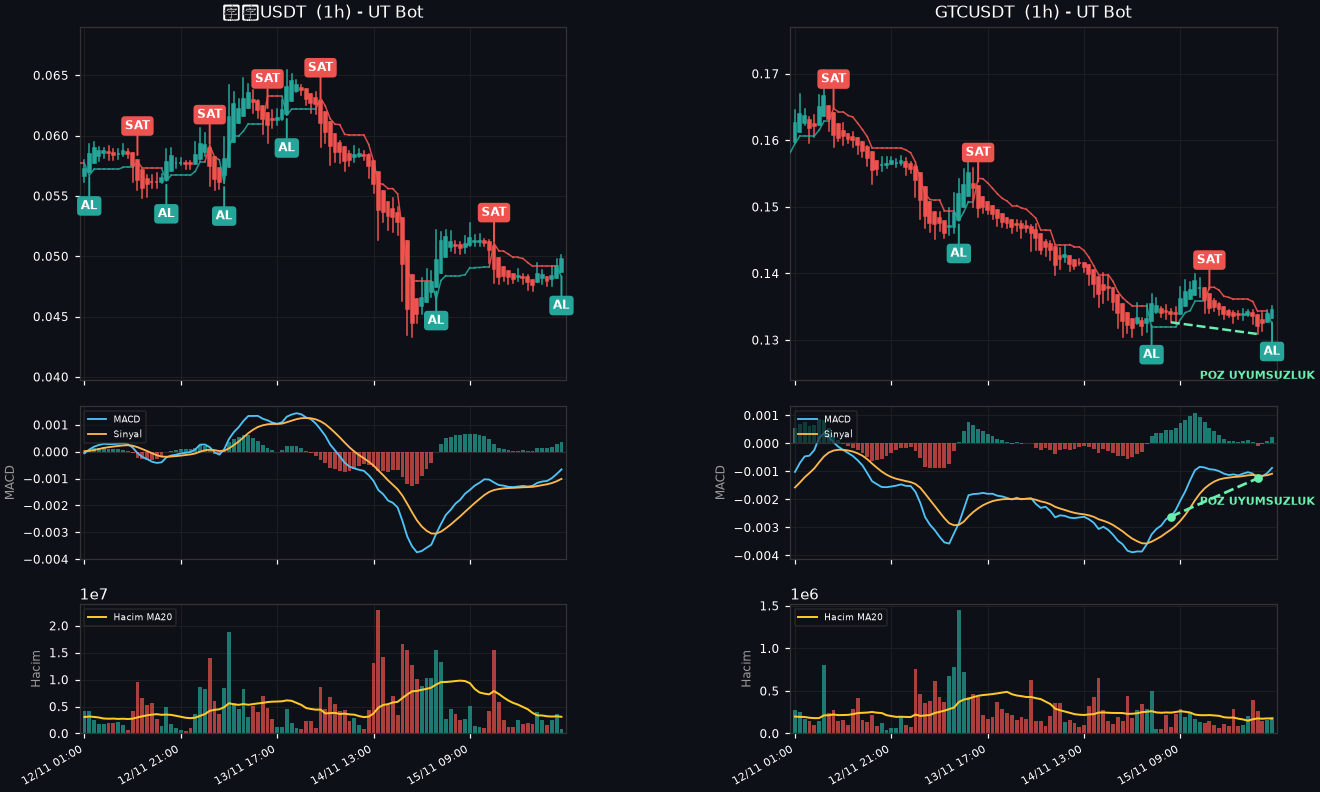 USDT (1h) - UT Bot
0.065
0.060
0.055
0.050
0.045
0.040
SAT
SAT
SAT
SAT
SAT
AL
AL
AL
AL
AL
AL
MACD
Sinyal
MACD
0.001
0.000
−0.001
−0.002
−0.003
−0.004
1e7
Hacim MA20
Hacim
2.0
1.5
1.0
0.5
0.0
12/11 01:00
12/11 21:00
13/11 17:00
14/11 13:00
15/11 09:00
GTCUSDT (1h) - UT Bot
0.17
0.16
0.15
0.14
0.13
SAT
SAT
SAT
AL
AL
AL
POZ UYUMSUZLUK
MACD
Sinyal
MACD
0.001
0.000
−0.001
−0.002
−0.003
−0.004
POZ UYUMSUZLUK
1e6
Hacim MA20
Hacim
1.5
1.0
0.5
0.0
12/11 01:00
12/11 21:00
13/11 17:00
14/11 13:00
15/11 09:00